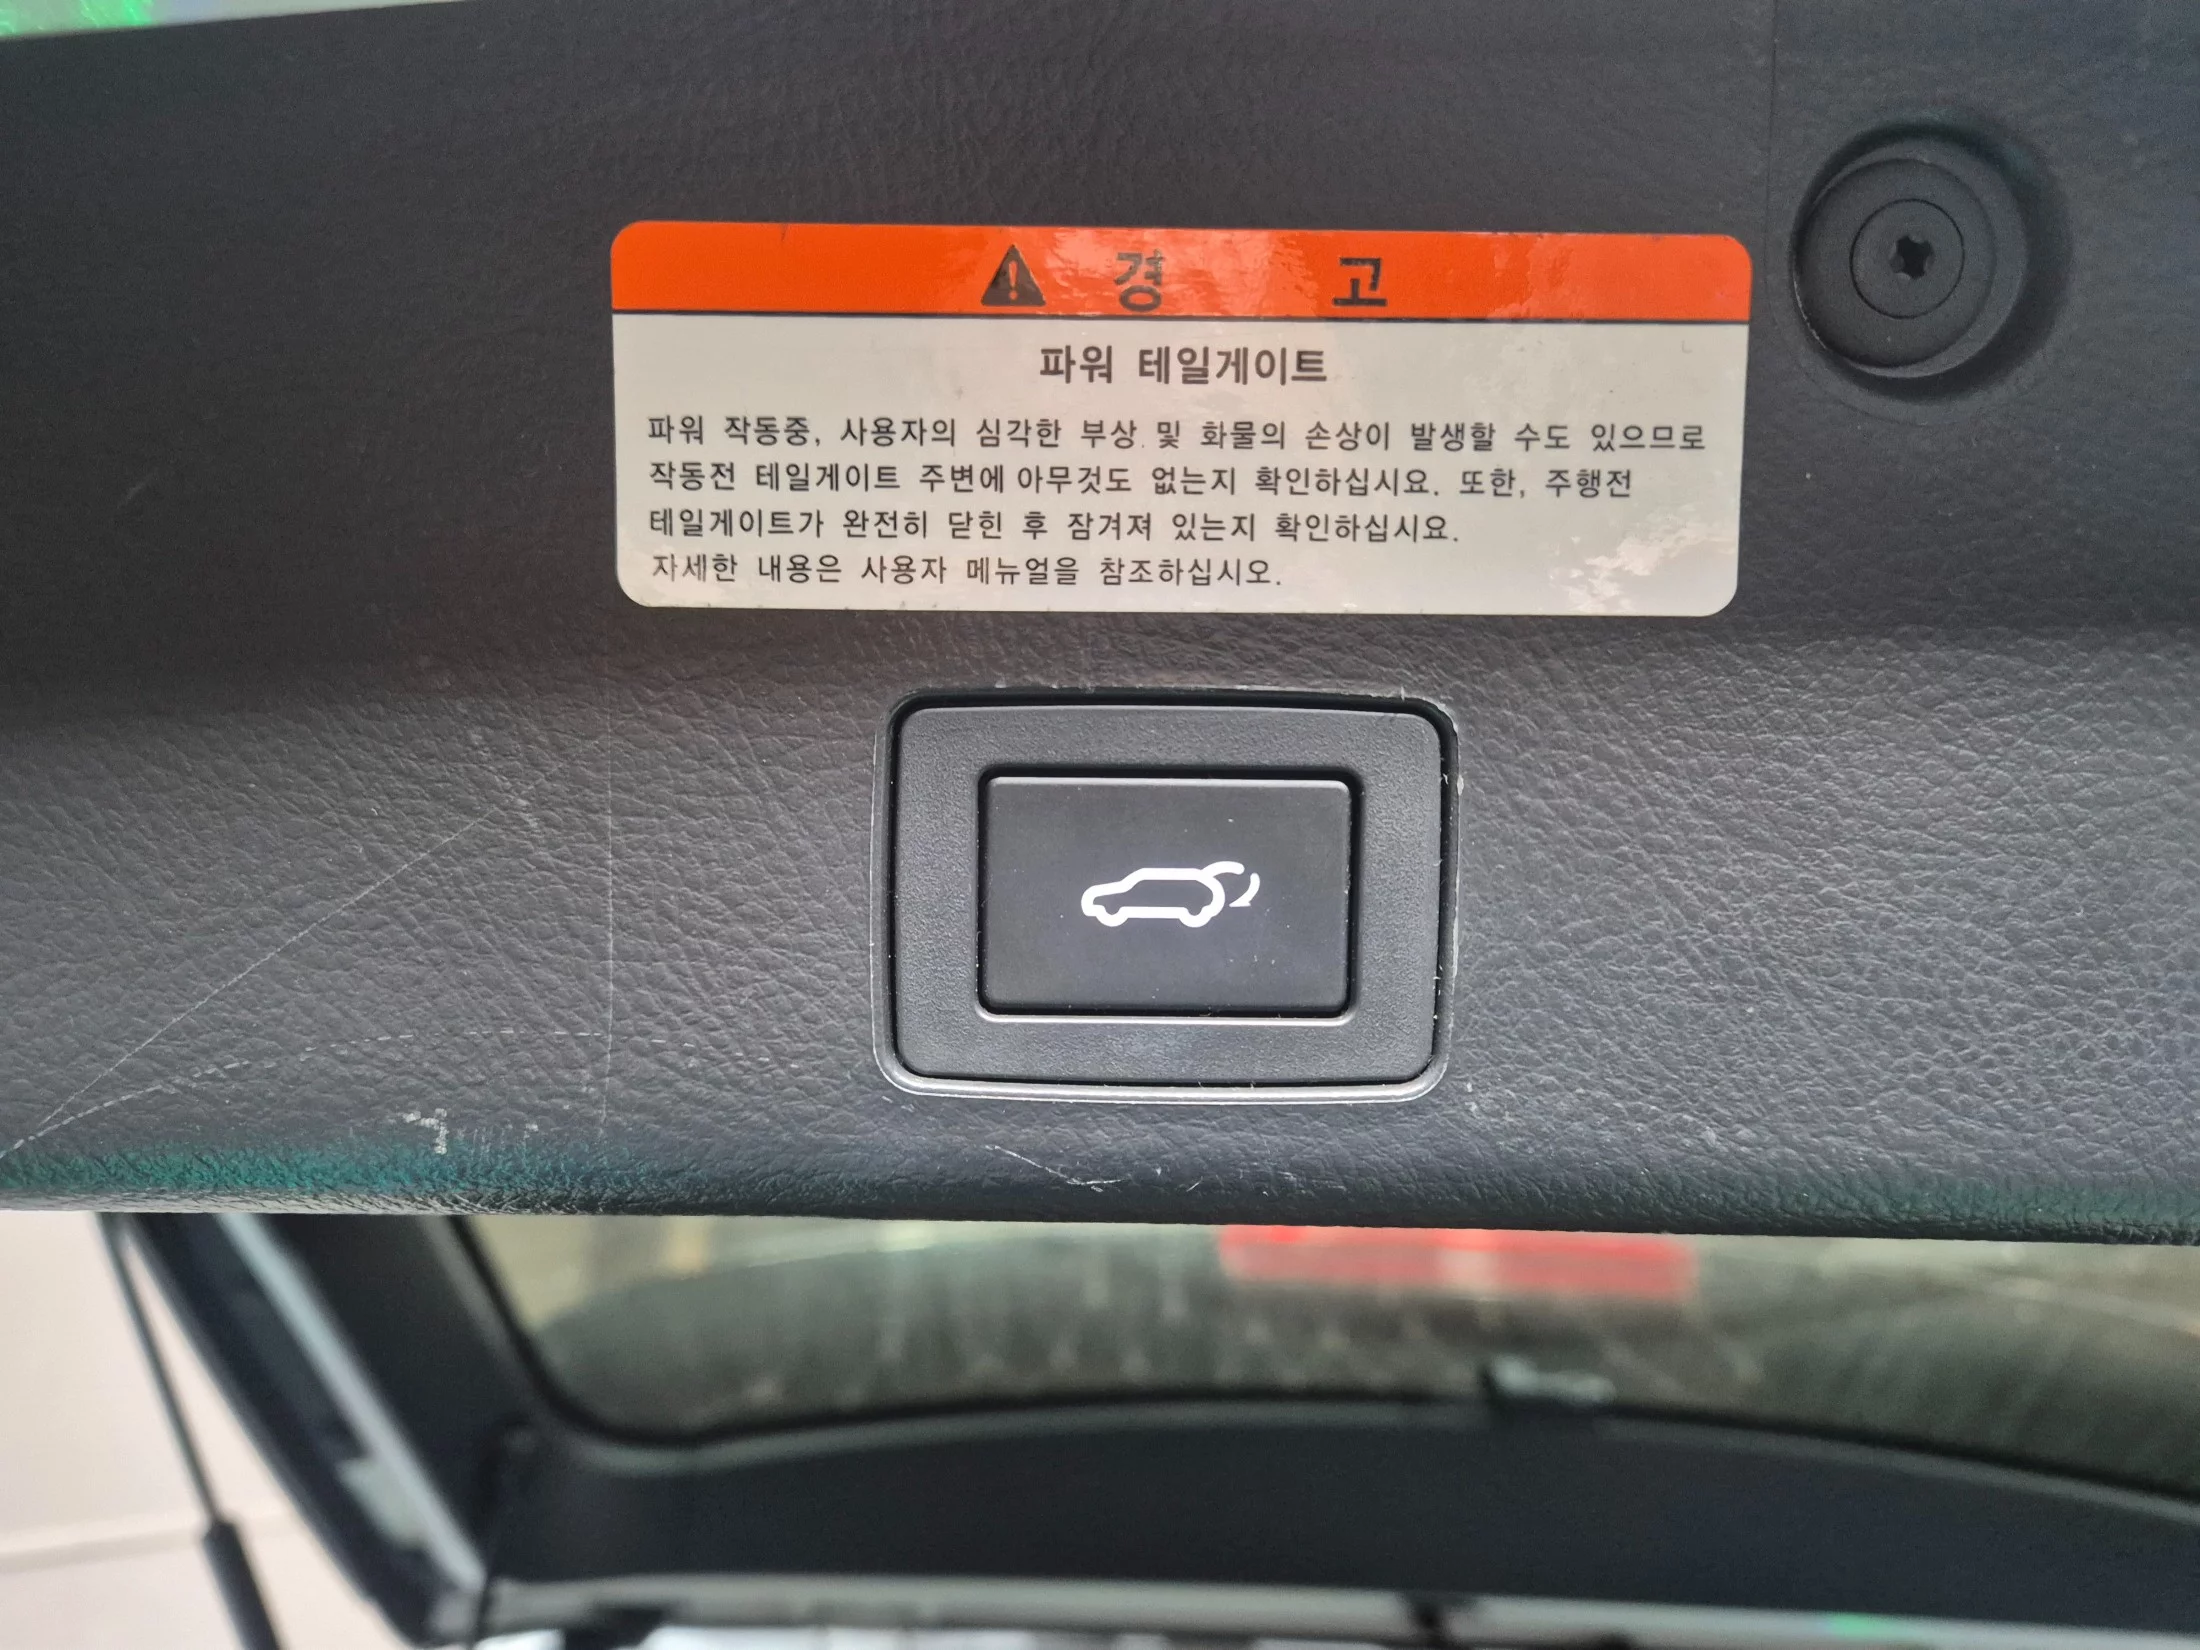 경 고
파워 테일게이트
파워 작동중, 사용자의 심각한 부상 및 화물의 손상이 발생할 수도 있으므로
작동전 테일게이트 주변에 아무것도 없는지 확인하십시요. 또한, 주행전
테일게이트가 완전히 닫힌 후 잠겨져 있는지 확인하십시요.
자세한 내용은 사용자 메뉴얼을 참조하십시오.